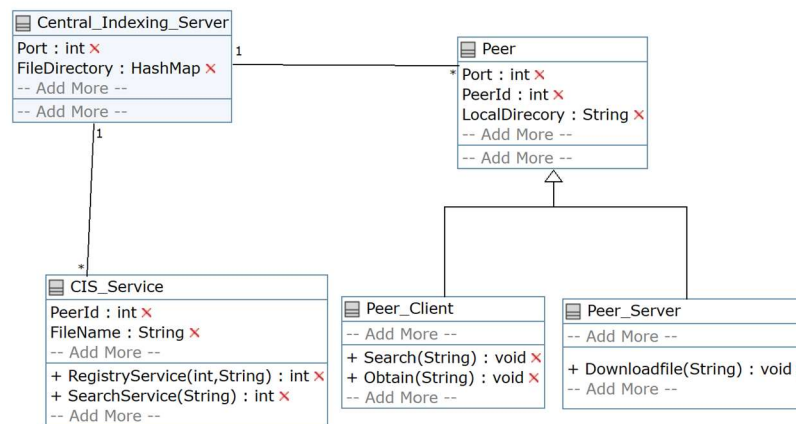 Central_Indexing_Server
Port : int
FileDirectory : HashMap
-- Add More --
-- Add More --
1
*
Peer
Port : int
PeerId : int
LocalDirecory : String
-- Add More --
-- Add More --
1
*
CIS_Service
PeerId : int
FileName : String
-- Add More --
+ RegistryService(int,String) : int
+ SearchService(String) : int
-- Add More --
Peer_Client
-- Add More --
+ Search(String) : void
+ Obtain(String) : void
-- Add More --
Peer_Server
-- Add More --
+ Downloadfile(String) : void
-- Add More --